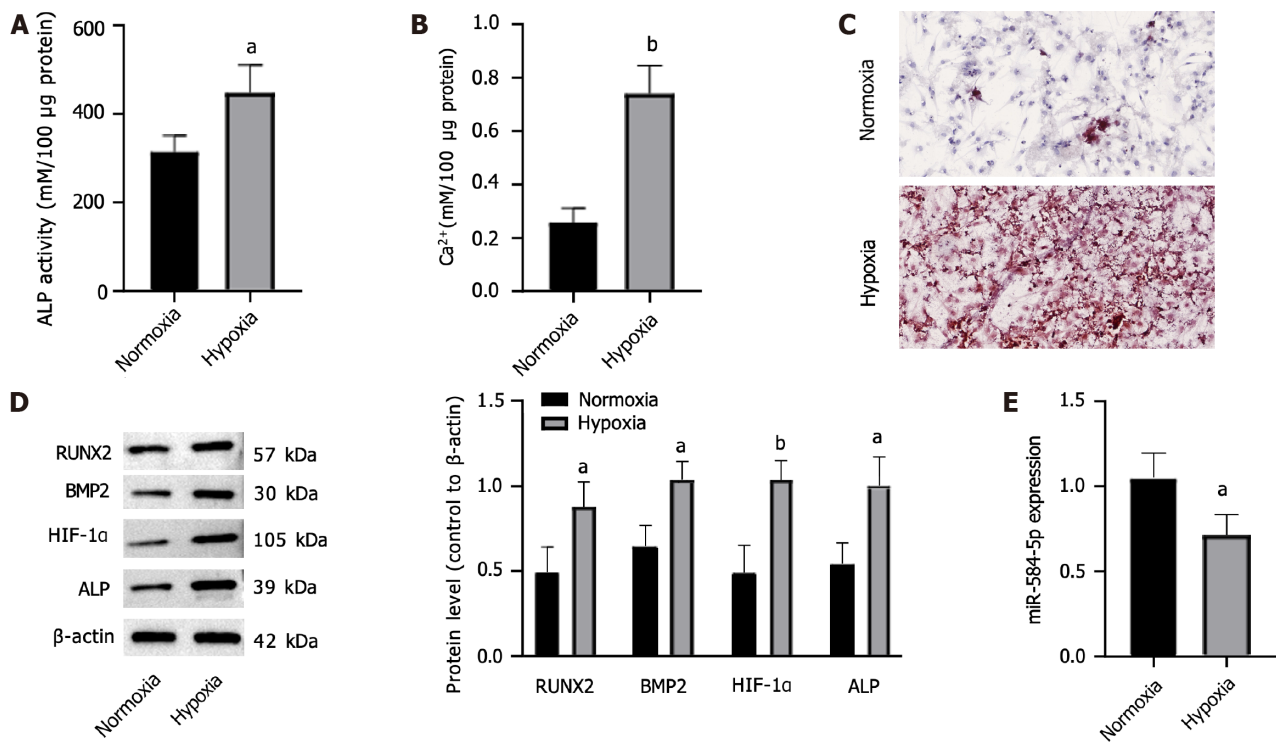 A
ALP activity (mM/100 μg protein)
600
400
200
0
a
Normoxia
Hypoxia
B
Ca²⁺(mM/100 μg protein)
1.0
0.8
0.6
0.4
0.2
0.0
b
Normoxia
Hypoxia
C
Normoxia
Hypoxia
D
RUNX2
57 kDa
BMP2
30 kDa
HIF-1α
105 kDa
ALP
39 kDa
β-actin
42 kDa
Normoxia
Hypoxia
Protein level (control to β-actin)
1.5
1.0
0.5
0.0
Normoxia
Hypoxia
a
a
b
a
RUNX2
BMP2
HIF-1α
ALP
E
miR-584-5p expression
1.5
1.0
0.5
0.0
a
Normoxia
Hypoxia